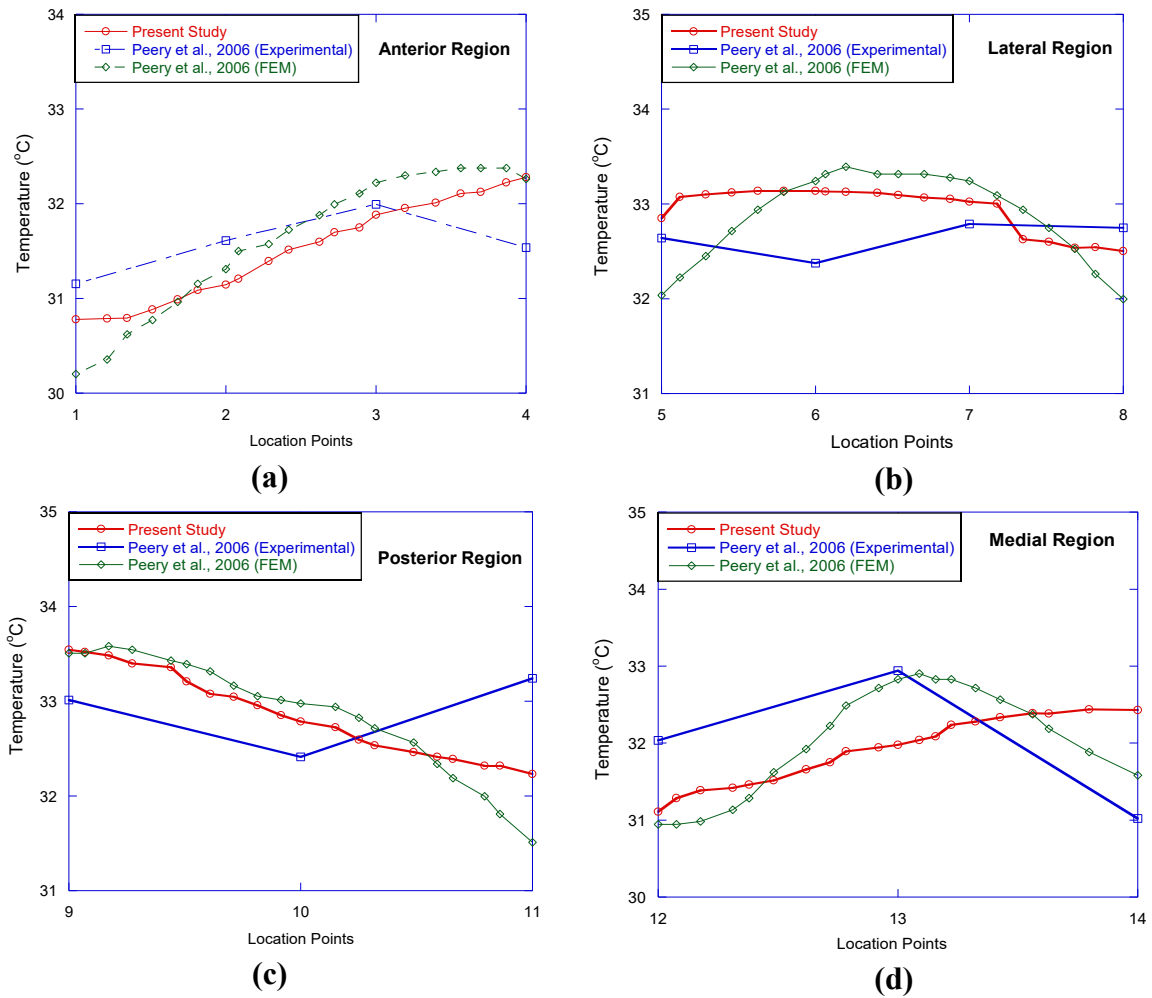 34
Present Study
Peery et al., 2006 (Experimental)
Peery et al., 2006 (FEM)
Anterior Region
33
32
31
30
Temperature (°C)
1 2 3 4
Location Points
(a)
35
Present Study
Peery et al., 2006 (Experimental)
Peery et al., 2006 (FEM)
Lateral Region
34
33
32
31
Temperature (°C)
5 6 7 8
Location Points
(b)
35
Present Study
Peery et al., 2006 (Experimental)
Peery et al., 2006 (FEM)
Posterior Region
34
33
32
31
Temperature (°C)
9 10 11
Location Points
(c)
35
Present Study
Peery et al., 2006 (Experimental)
Peery et al., 2006 (FEM)
Medial Region
34
33
32
31
30
Temperature (°C)
12 13 14
Location Points
(d)